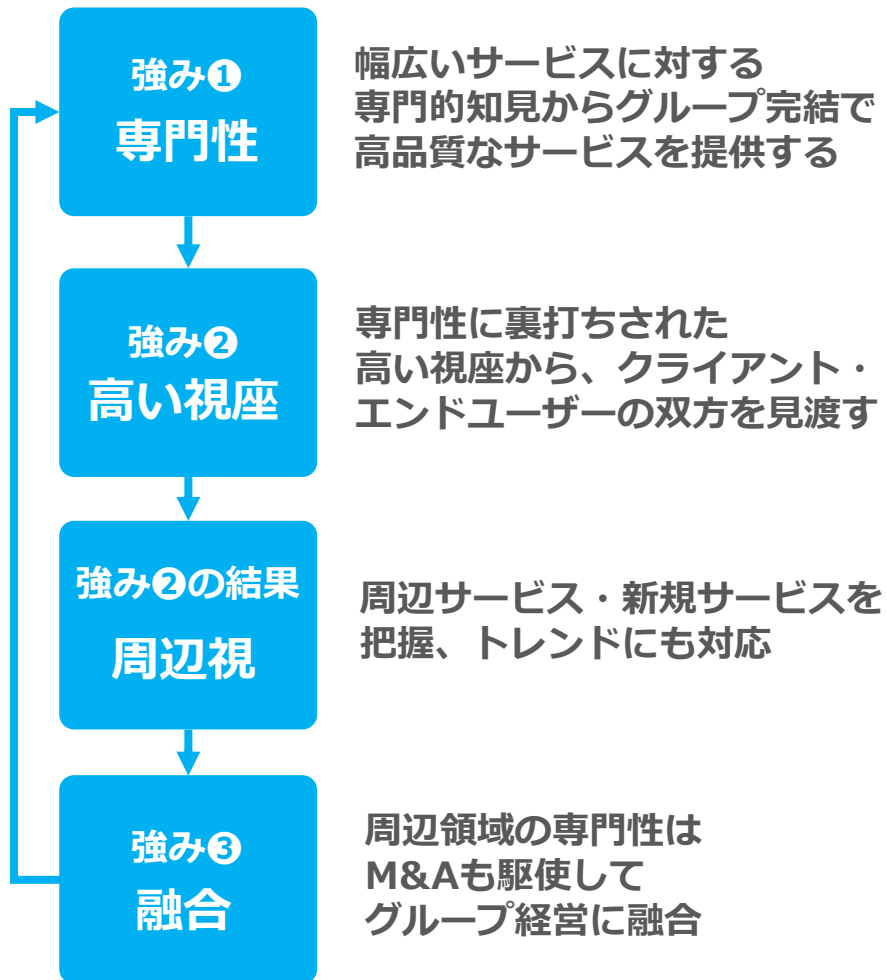 強み❶
専門性
幅広いサービスに対する
専門的知見からグループ完結で
高品質なサービスを提供する
強み❷
高い視座
専門性に裏打ちされた
高い視座から、クライアント・
エンドユーザーの双方を見渡す
強み❷の結果
周辺視
周辺サービス・新規サービスを
把握、トレンドにも対応
強み❸
融合
周辺領域の専門性は
M&Aも駆使して
グループ経営に融合